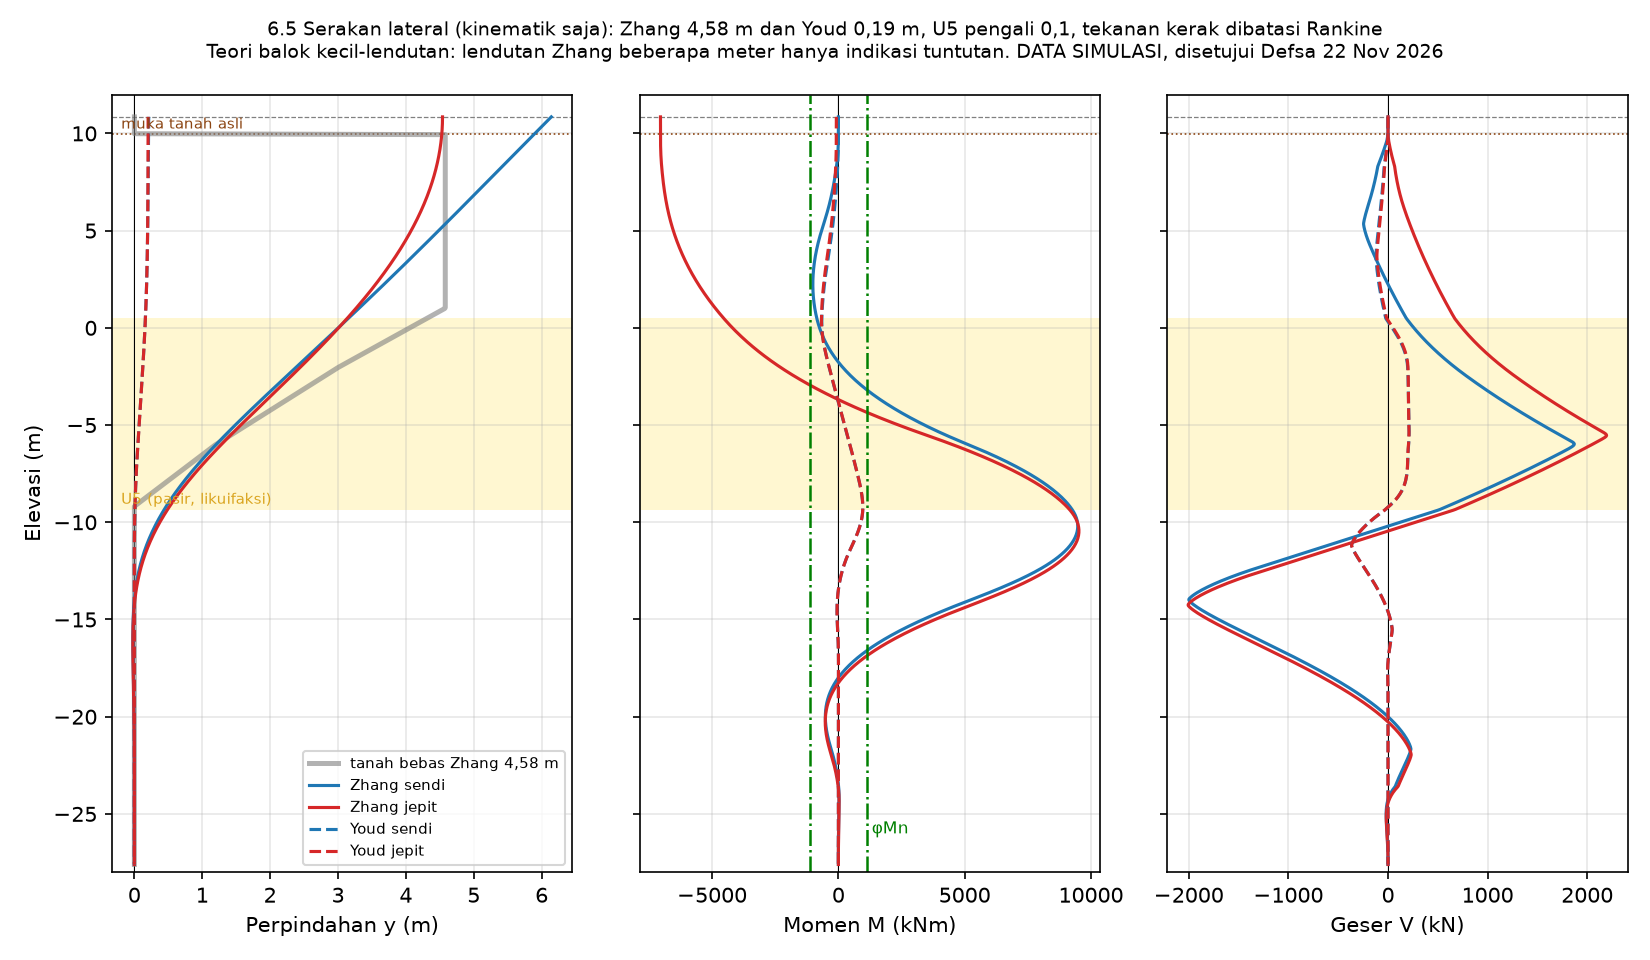 6.5 Serakan lateral (kinematik saja): Zhang 4,58 m dan Youd 0,19 m, U5 pengali 0,1, tekanan kerak dibatasi Rankine
Teori balok kecil-lendutan: lendutan Zhang beberapa meter hanya indikasi tuntutan. DATA SIMULASI, disetujui Defsa 22 Nov 2026
Elevasi (m)
10
5
0
−5
−10
−15
−20
−25
muka tanah asli
U5 (pasir, likuifaksi)
tanah bebas Zhang 4,58 m
Zhang sendi
Zhang jepit
Youd sendi
Youd jepit
0 1 2 3 4 5 6
Perpindahan y (m)
φMn
−5000 0 5000 10000
Momen M (kNm)
−2000 −1000 0 1000 2000
Geser V (kN)